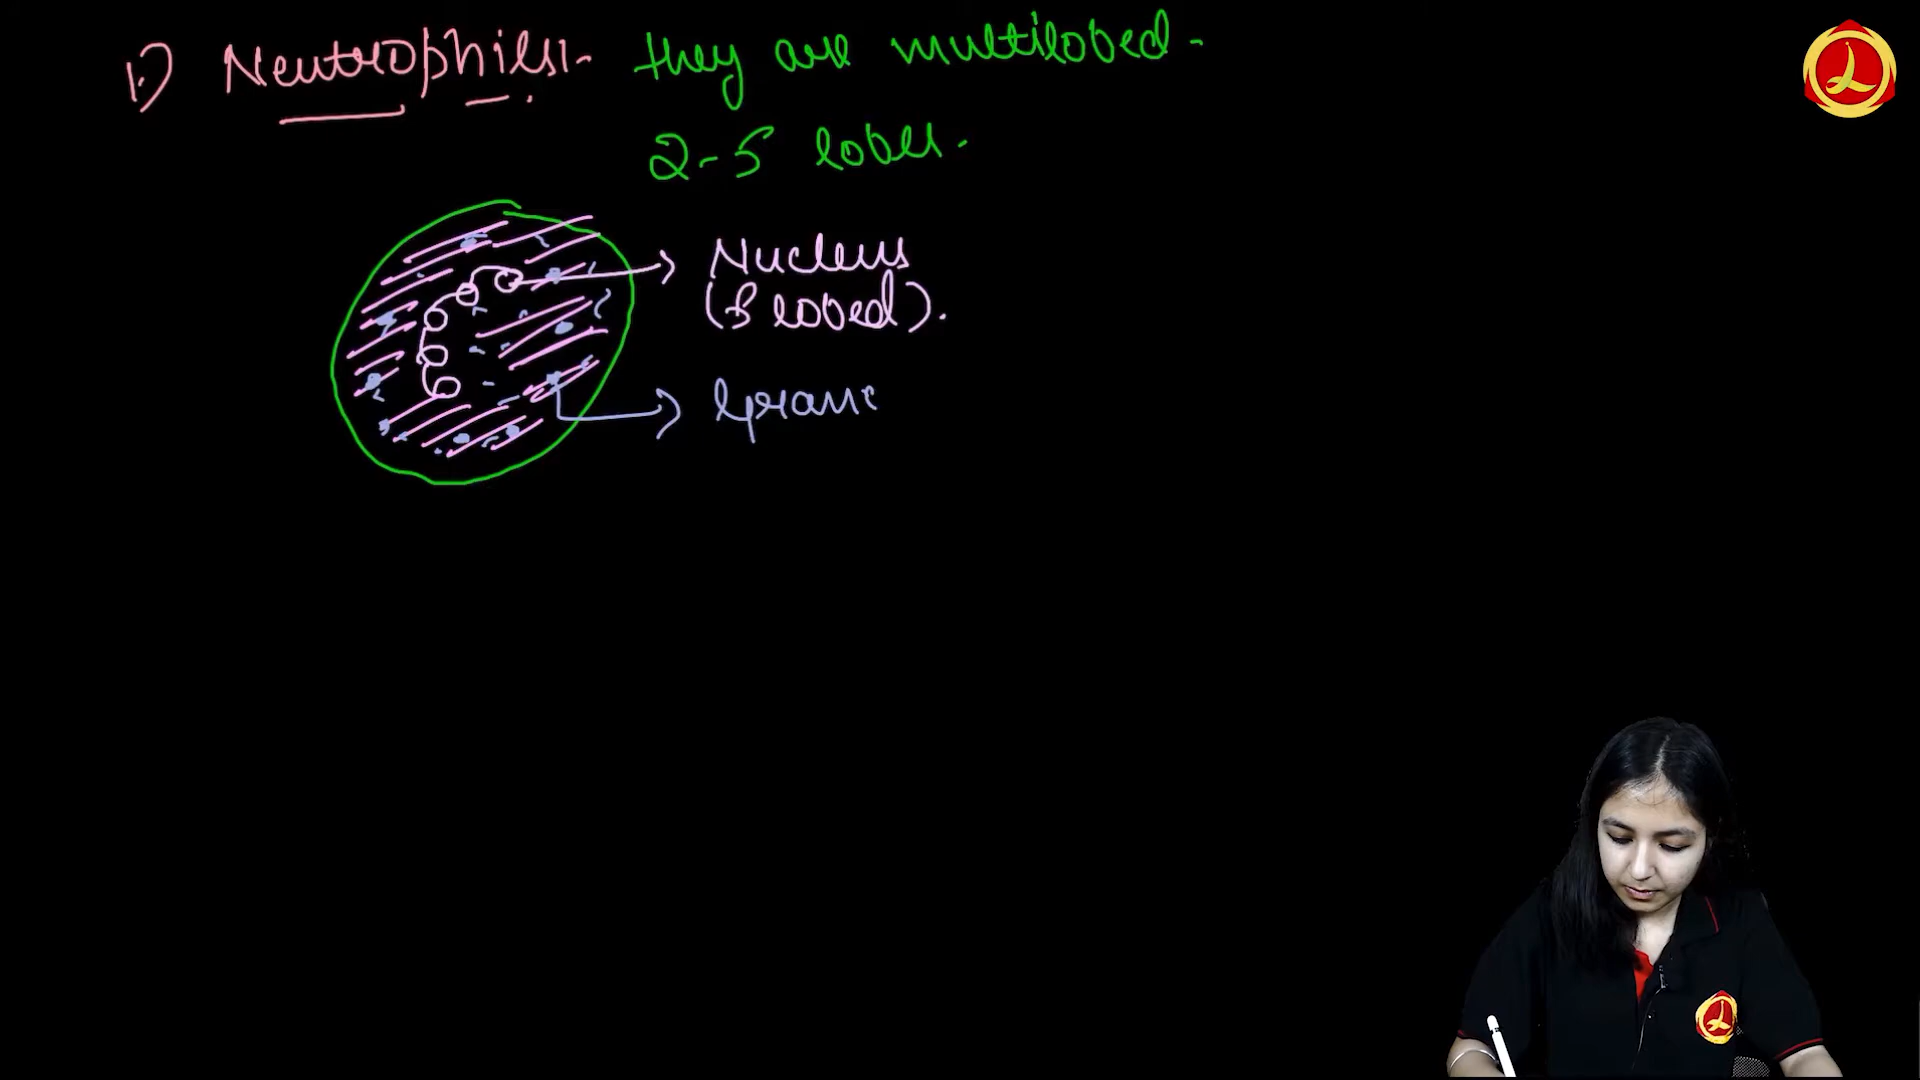 1.) Neutrophils:- they are multilobed -
2-5 lobes.
Nucleus
(5 lobed).
Granu